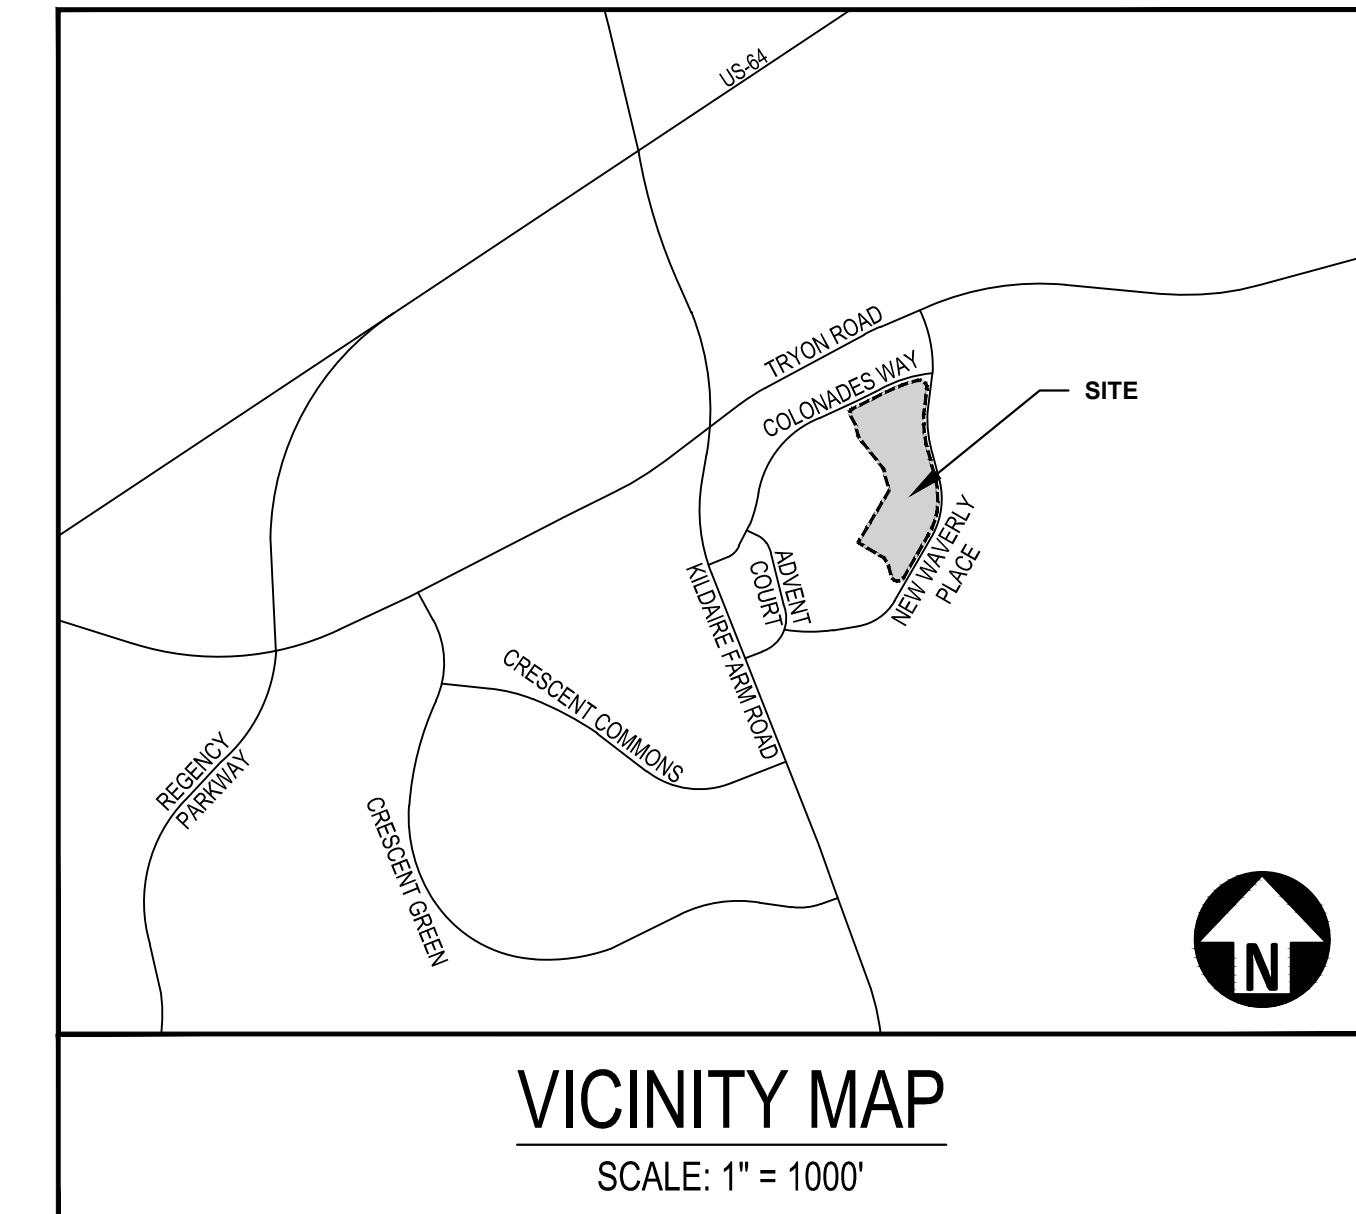 US-64
TRYON ROAD
COLONADES WAY
SITE
NEW WAVERLY
PLACE
ADVENT
COURT
KILDAIRE FARM ROAD
CRESCENT COMMONS
REGENCY
PARKWAY
CRESCENT GREEN
N
VICINITY MAP
SCALE: 1" = 1000'